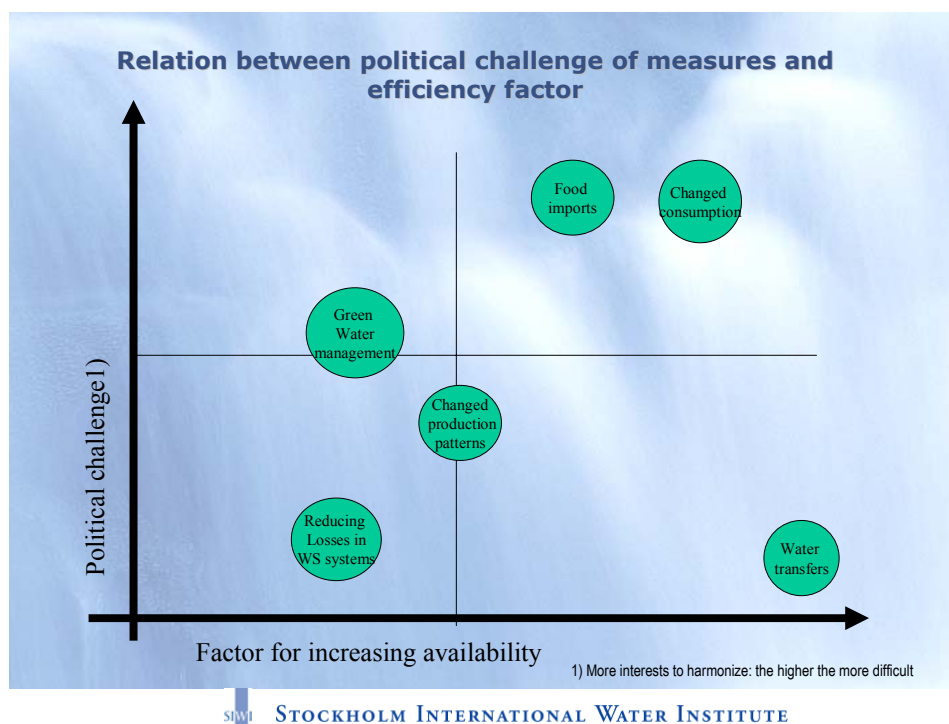 Relation between political challenge of measures and
efficiency factor
Food
imports
Changed
consumption
Green
Water
management
Changed
production
patterns
Reducing
Losses in
WS systems
Water
transfers
Political challenge1)
Factor for increasing availability
1) More interests to harmonize: the higher the more difficult
SIWI STOCKHOLM INTERNATIONAL WATER INSTITUTE